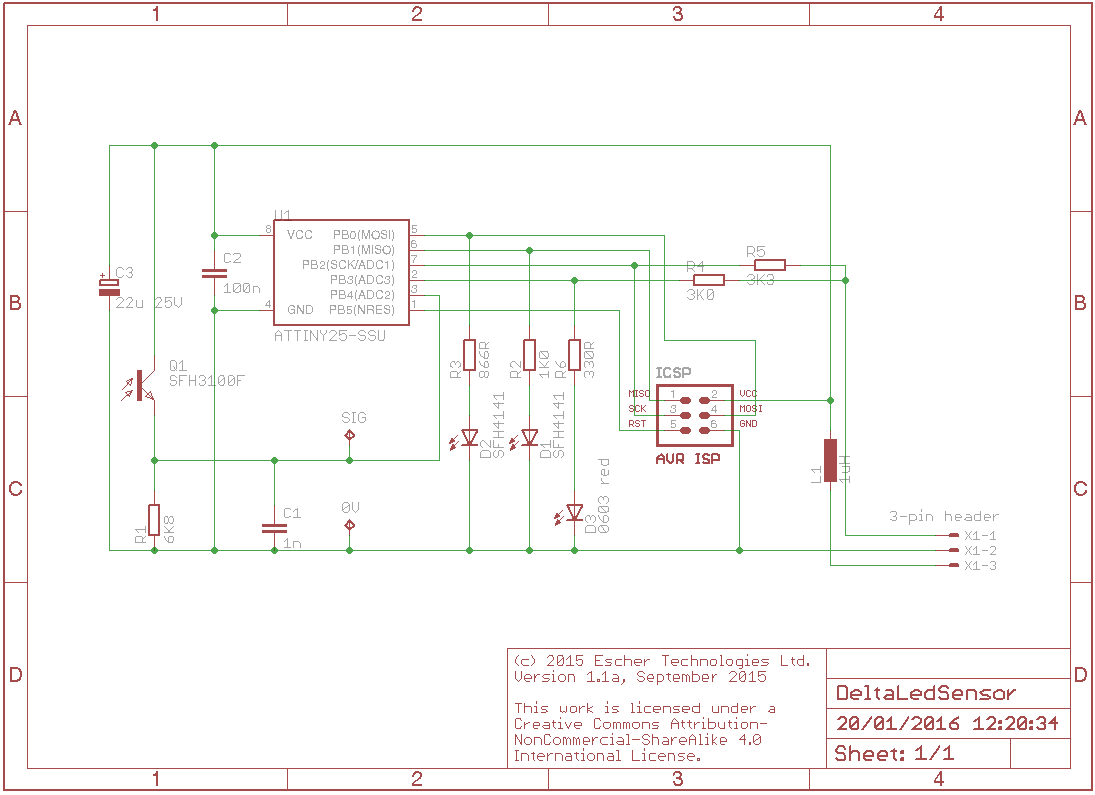 1 2 3 4
A A
U1
8 VCC PB0(MOSI) 5
PB1(MISO) 6
PB2(SCK/ADC1) 7
PB3(ADC3) 2
PB4(ADC2) 3
4 GND PB5(NRES) 1
ATTINY25-SSU
C2
100n
+ C3
22u 25V
R5
3K3
R4
3K0
B B
Q1
SFH3100F
R3
866R
R2
1K0
R6
330R
ICSP
MISO 1 2 VCC
SCK 3 4 MOSI
RST 5 6 GND
AVR ISP
SIG
D2
SFH4141
D1
SFH4141
L1
1uH
C C
0603 red
D3
0V
R1
6K8
C1
1n
3-pin header
X1-1
X1-2
X1-3
D D
(c) 2015 Escher Technologies Ltd.
Version 1.1a, September 2015
This work is licensed under a
Creative Commons Attribution-
NonCommercial-ShareAlike 4.0
International License.
DeltaLedSensor
20/01/2016 12:20:34
Sheet: 1/1
1 2 3 4